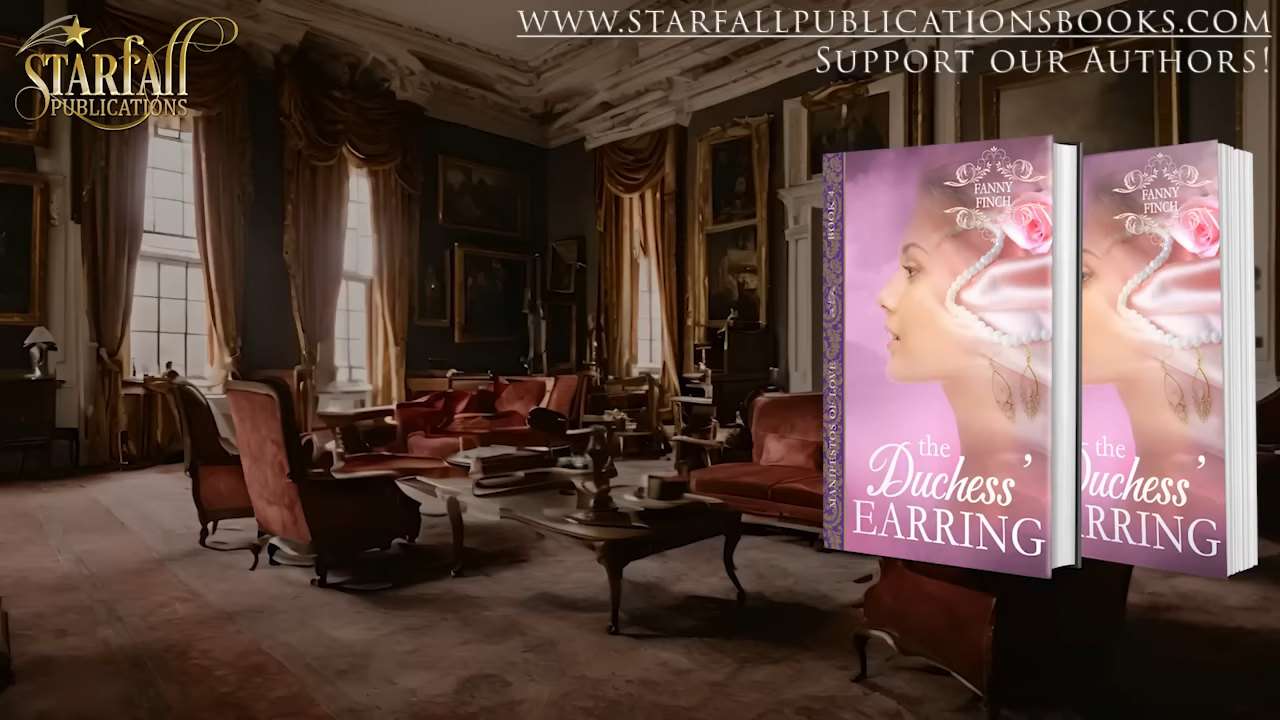 STARfall
PUBLICATIONS
WWW.STARFALLPUBLICATIONSBOOKS.COM
SUPPORT OUR AUTHORS!
MANIFESTOS OF LOVE
BOOK 4
FANNY
FINCH
the
Duchess'
EARRING
FANNY
FINCH
the
Duchess'
ARRING